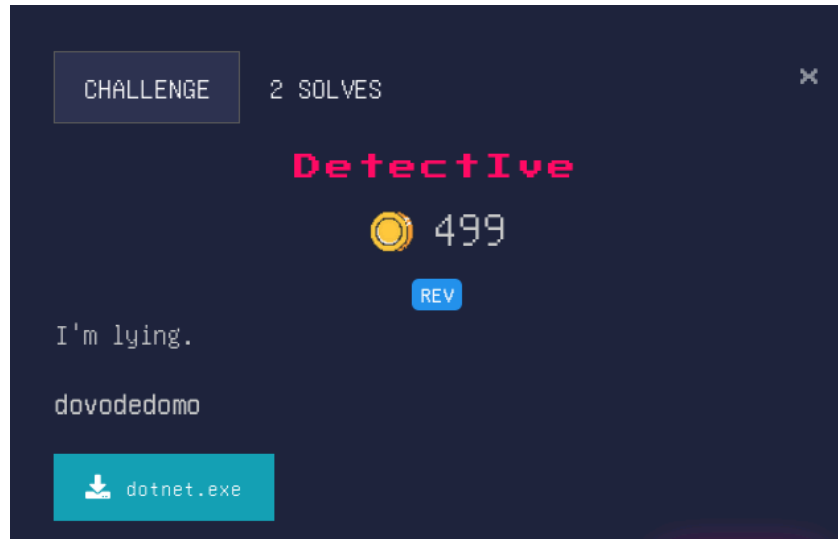 CHALLENGE 2 SOLVES ×
DetectIve
499
REV
I'm lying.
dovodedomo
dotnet.exe